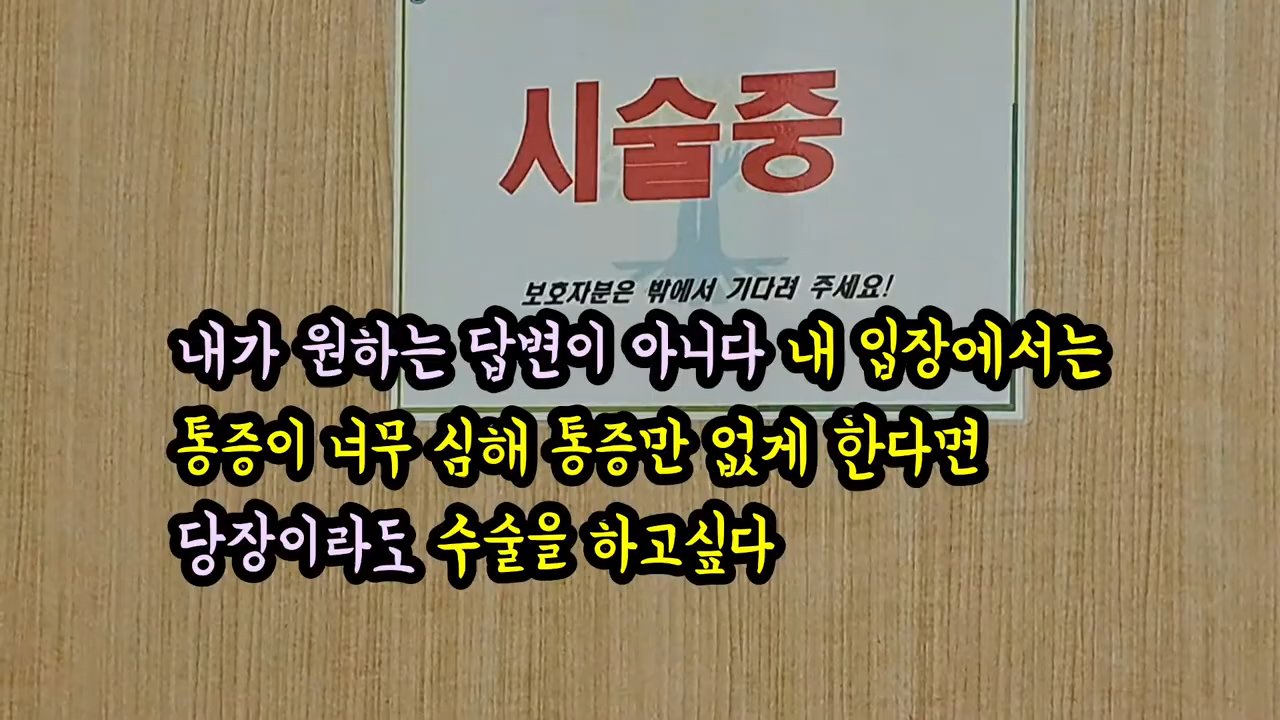 시술중
보호자분은 밖에서 기다려 주세요!
내가 원하는 답변이 아니다 내 입장에서는
통증이 너무 심해 통증만 없게 한다면
당장이라도 수술을 하고싶다